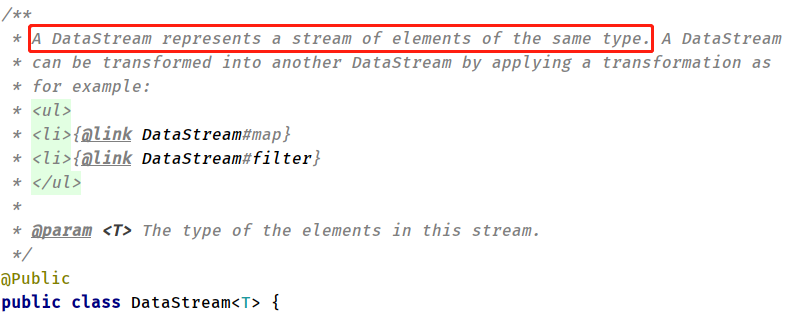 /**
 * A DataStream represents a stream of elements of the same type. A DataStream
 * can be transformed into another DataStream by applying a transformation as
 * for example:
 * <ul>
 * <li>{@link DataStream#map}
 * <li>{@link DataStream#filter}
 * </ul>
 *
 * @param <T> The type of the elements in this stream.
 */
@Public
public class DataStream<T> {